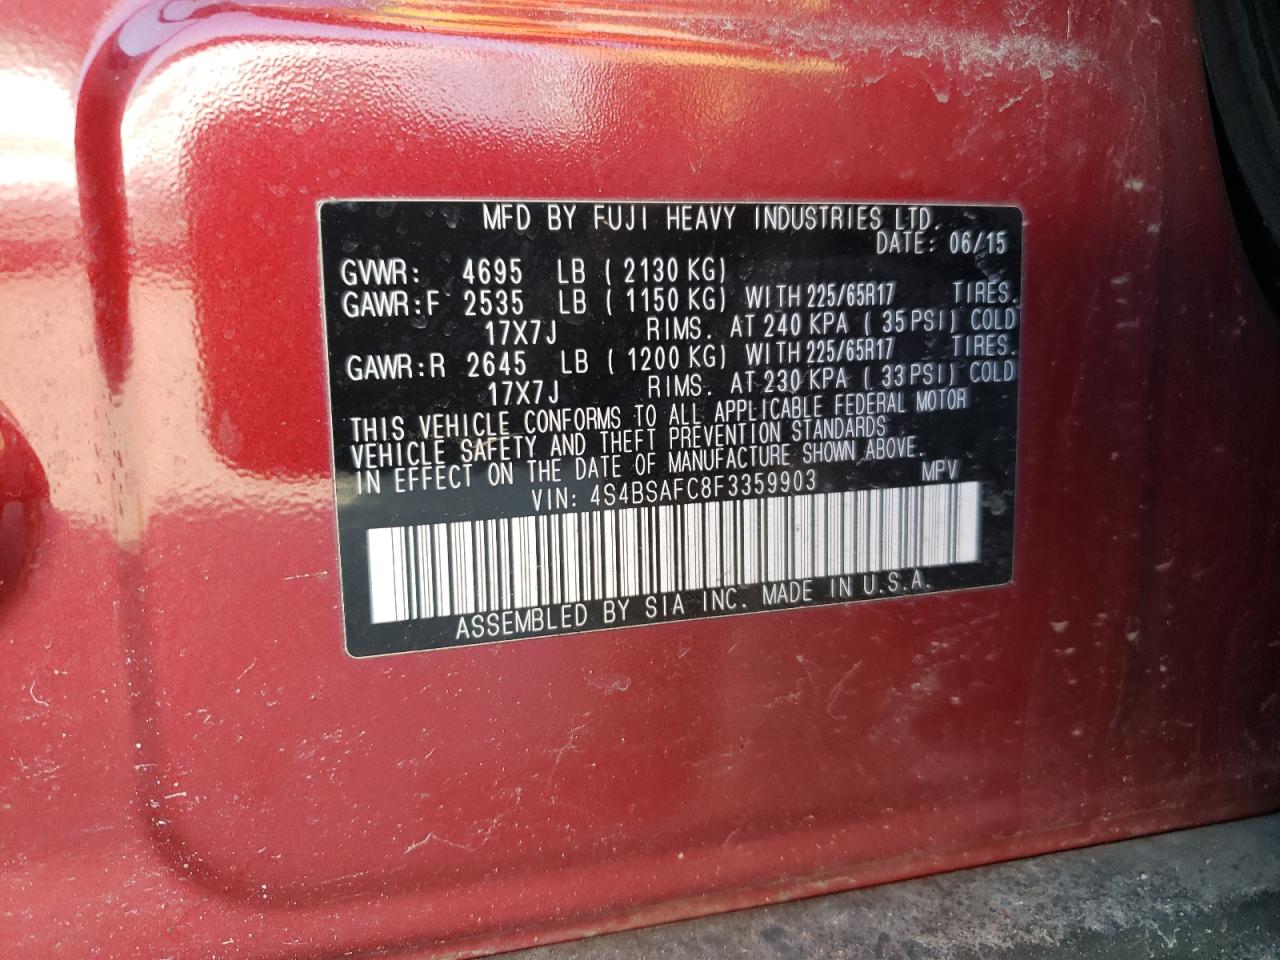 MFD BY FUJI HEAVY INDUSTRIES LTD.
DATE: 06/15
GVWR: 4695 LB ( 2130 KG)
GAWR:F 2535 LB ( 1150 KG) WITH 225/65R17 TIRES.
17X7J RIMS. AT 240 KPA ( 35 PSI) COLD
GAWR:R 2645 LB ( 1200 KG) WITH 225/65R17 TIRES.
17X7J RIMS. AT 230 KPA ( 33 PSI) COLD
THIS VEHICLE CONFORMS TO ALL APPLICABLE FEDERAL MOTOR
VEHICLE SAFETY AND THEFT PREVENTION STANDARDS
IN EFFECT ON THE DATE OF MANUFACTURE SHOWN ABOVE.
VIN: 4S4BSAFC8F3359903 MPV
ASSEMBLED BY SIA INC. MADE IN U.S.A.